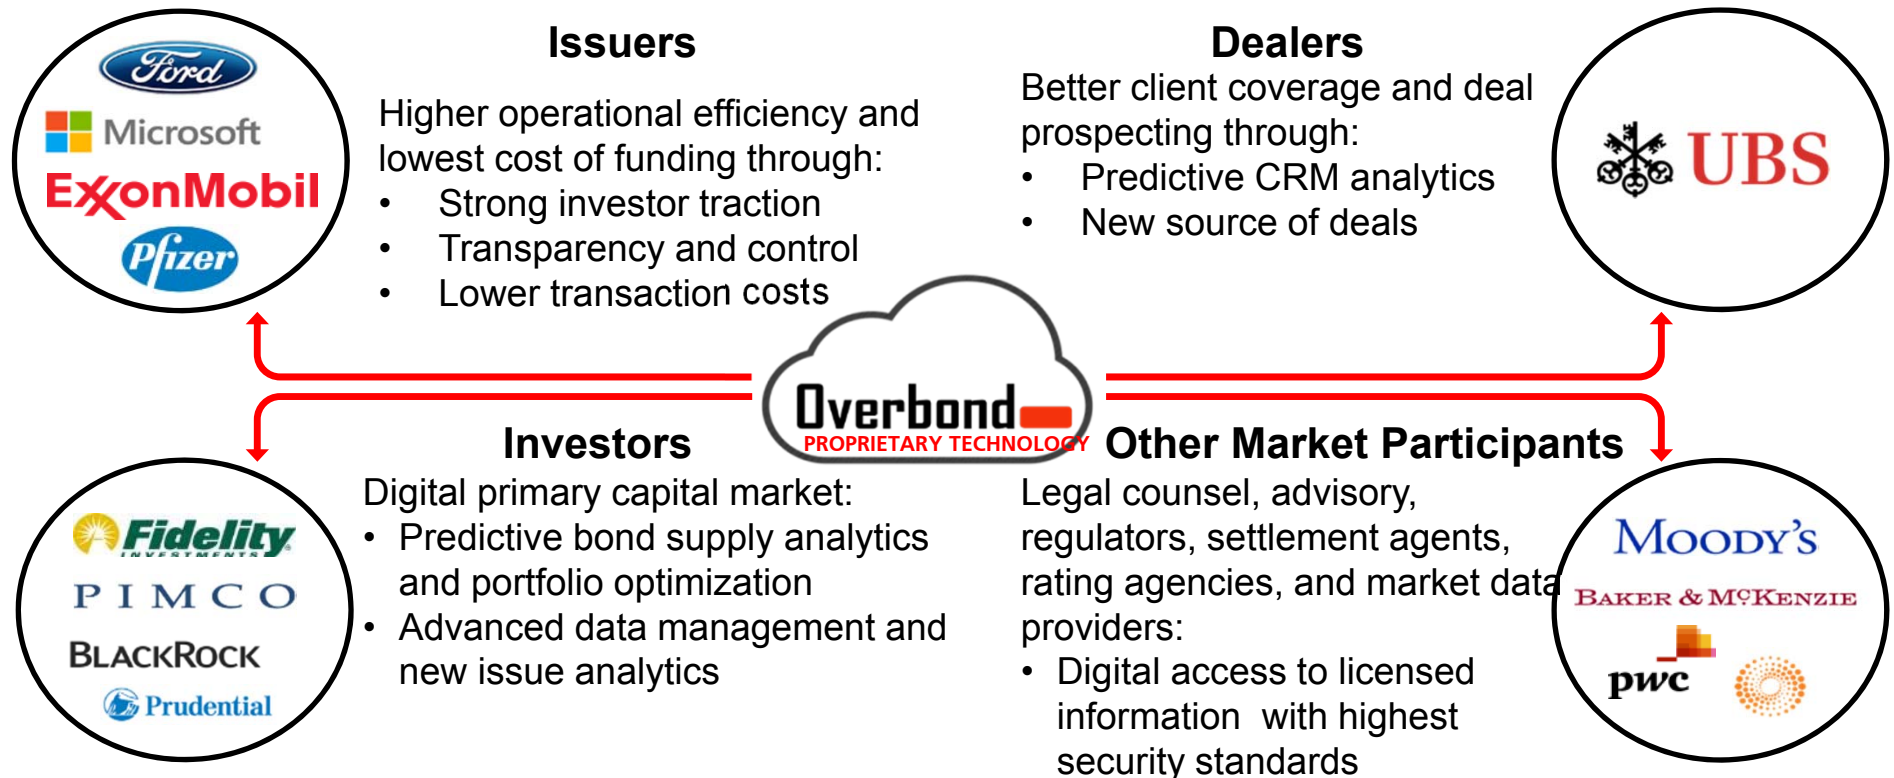 Ford
Microsoft
ExxonMobil
Pfizer
Issuers
Higher operational efficiency and
lowest cost of funding through:
• Strong investor traction
• Transparency and control
• Lower transaction costs
Dealers
Better client coverage and deal
prospecting through:
• Predictive CRM analytics
• New source of deals
UBS
Overbond
PROPRIETARY TECHNOLOGY
Fidelity
INVESTMENTS
PIMCO
BLACKROCK
Prudential
Investors
Digital primary capital market:
• Predictive bond supply analytics
and portfolio optimization
• Advanced data management and
new issue analytics
Other Market Participants
Legal counsel, advisory,
regulators, settlement agents,
rating agencies, and market data
providers:
• Digital access to licensed
information with highest
security standards
MOODY'S
BAKER & MCKENZIE
pwc